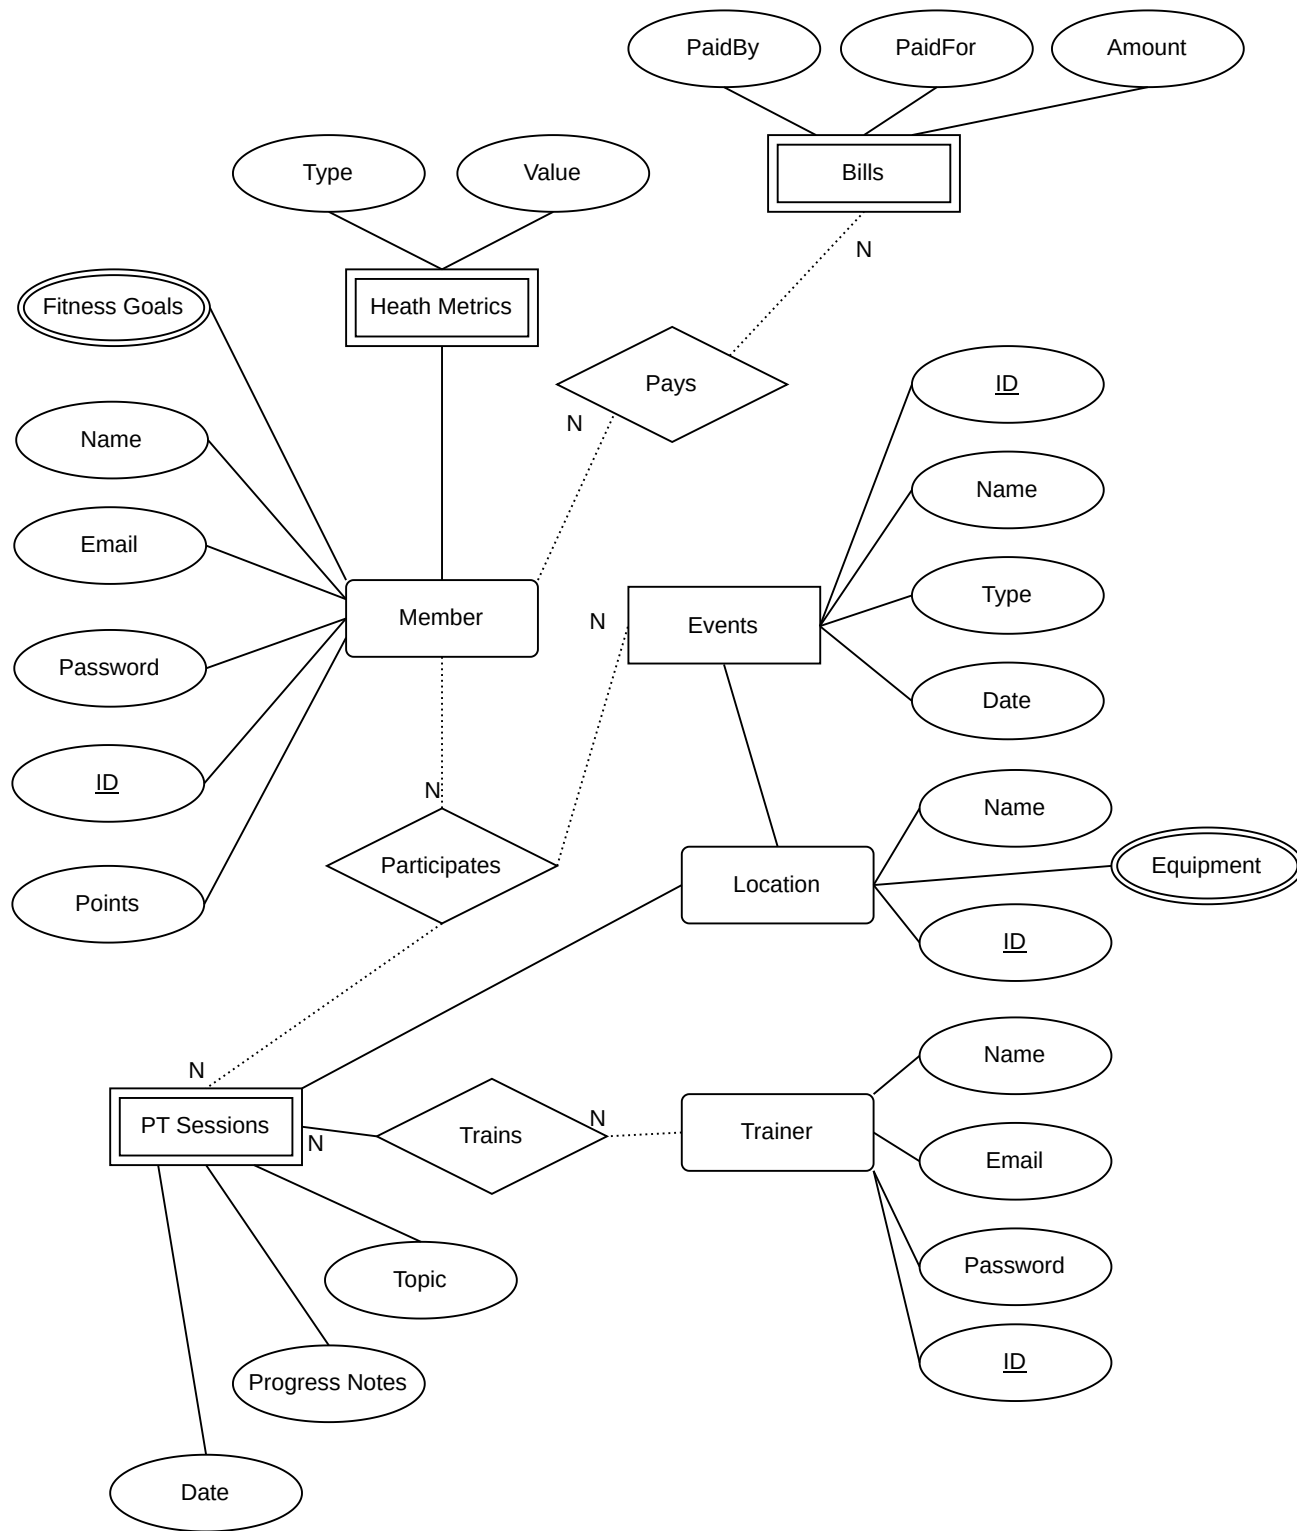 PaidBy
PaidFor
Amount
Type
Value
Bills
N
Fitness Goals
Heath Metrics
Pays
ID
N
Name
Name
Email
Type
Member
N
Events
Password
Date
ID
N
Name
Participates
Equipment
Location
Points
ID
Name
N
PT Sessions
N
Trains
N
Trainer
Email
Topic
Password
Progress Notes
ID
Date